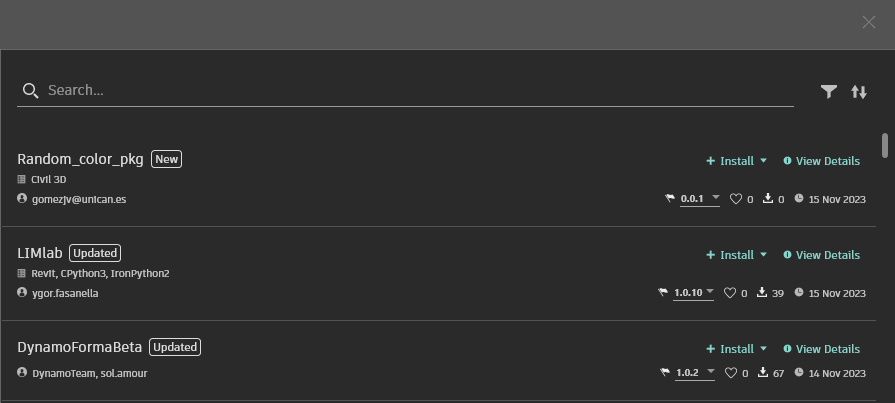 Search...
Random_color_pkg New Install View Details
Civil 3D
gomezjv@unican.es 0.0.1 0 0 15 Nov 2023
LIMlab Updated Install View Details
Revit, CPython3, IronPython2
ygor.fasanella 1.0.10 0 39 15 Nov 2023
DynamoFormaBeta Updated Install View Details
DynamoTeam, sol.amour 1.0.2 0 67 14 Nov 2023